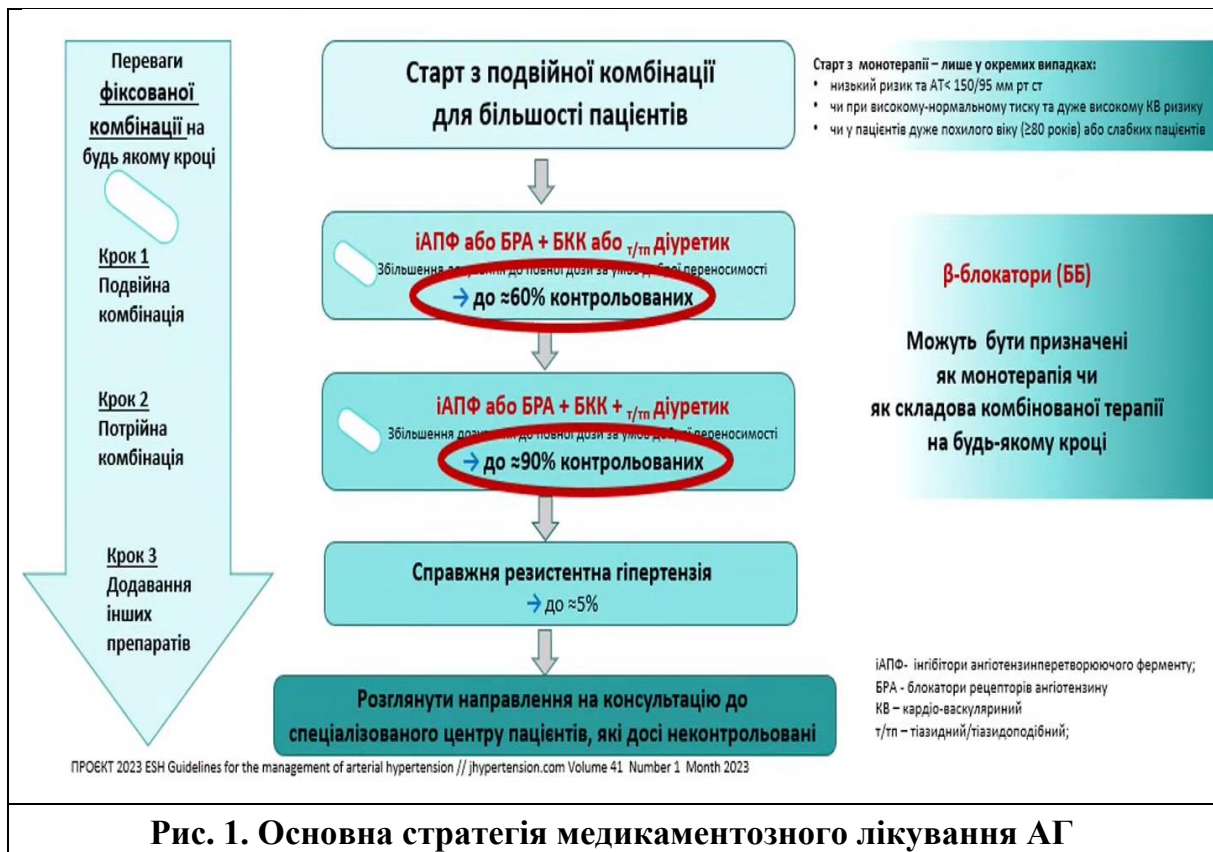 Переваги
фіксованої
комбінації на
будь якому кроці
Крок 1
Подвійна
комбінація
Крок 2
Потрійна
комбінація
Крок 3
Додавання
інших
препаратів
Старт з подвійної комбінації
для більшості пацієнтів
іАПФ або БРА + БКК або т/тп діуретик
Збільшення дозування до повної дози за умов доброї переносимості
→ до ≈60% контрольованих
іАПФ або БРА + БКК + т/тп діуретик
Збільшення дозування до повної дози за умов доброї переносимості
→ до ≈90% контрольованих
Справжня резистентна гіпертензія
→ до ≈5%
Розглянути направлення на консультацію до
спеціалізованого центру пацієнтів, які досі неконтрольовані
Старт з монотерапії – лише у окремих випадках:
• низький ризик та АТ< 150/95 мм рт ст
• чи при високому-нормальному тиску та дуже високому КВ ризику
• чи у пацієнтів дуже похилого віку (≥80 років) або слабких пацієнтів
β-блокатори (ББ)
Можуть бути призначені
як монотерапія чи
як складова комбінованої терапії
на будь-якому кроці
іАПФ- інгібітори ангіотензинперетворюючого ферменту;
БРА - блокатори рецепторів ангіотензину
КВ – кардіо-васкуляриний
т/тп – тіазидний/тіазидоподібний;
ПРОЄКТ 2023 ESH Guidelines for the management of arterial hypertension // jhypertension.com Volume 41 Number 1 Month 2023
Рис. 1. Основна стратегія медикаментозного лікування АГ